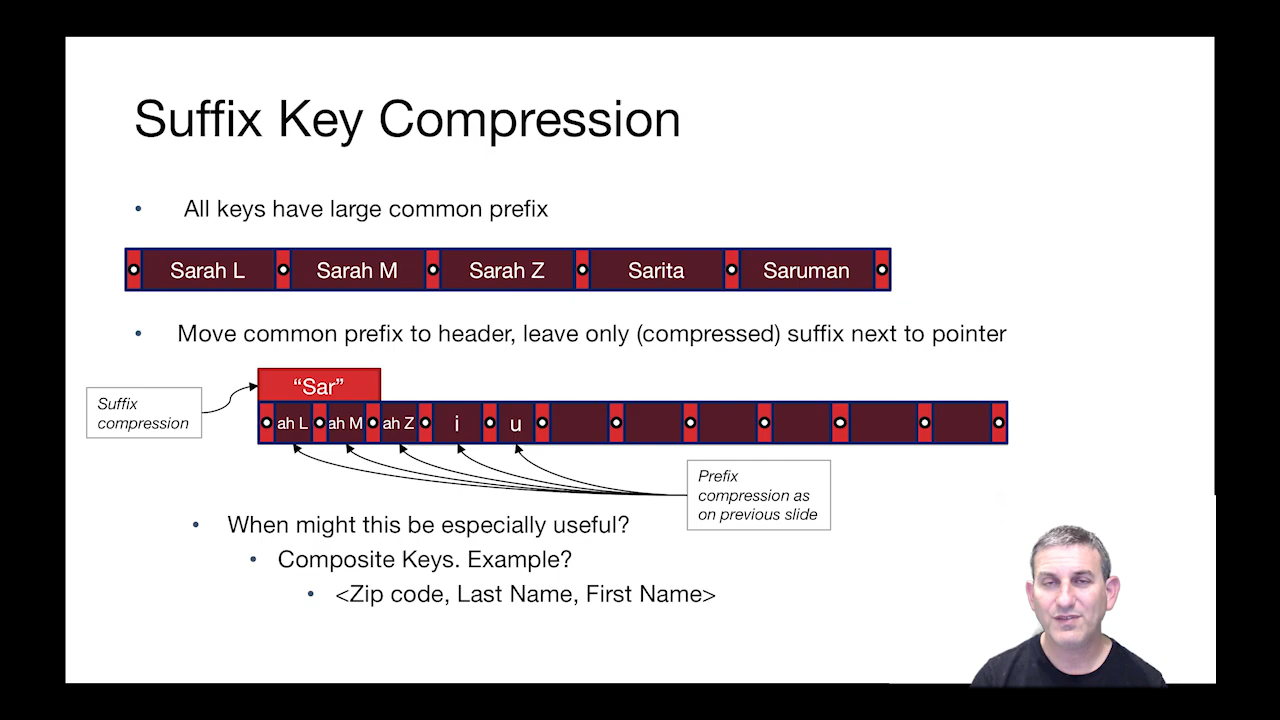 Suffix Key Compression
• All keys have large common prefix
Sarah L Sarah M Sarah Z Sarita Saruman
• Move common prefix to header, leave only (compressed) suffix next to pointer
“Sar”
Suffix
compression
ah L ah M ah Z i u
Prefix
compression as
on previous slide
• When might this be especially useful?
• Composite Keys. Example?
• <Zip code, Last Name, First Name>